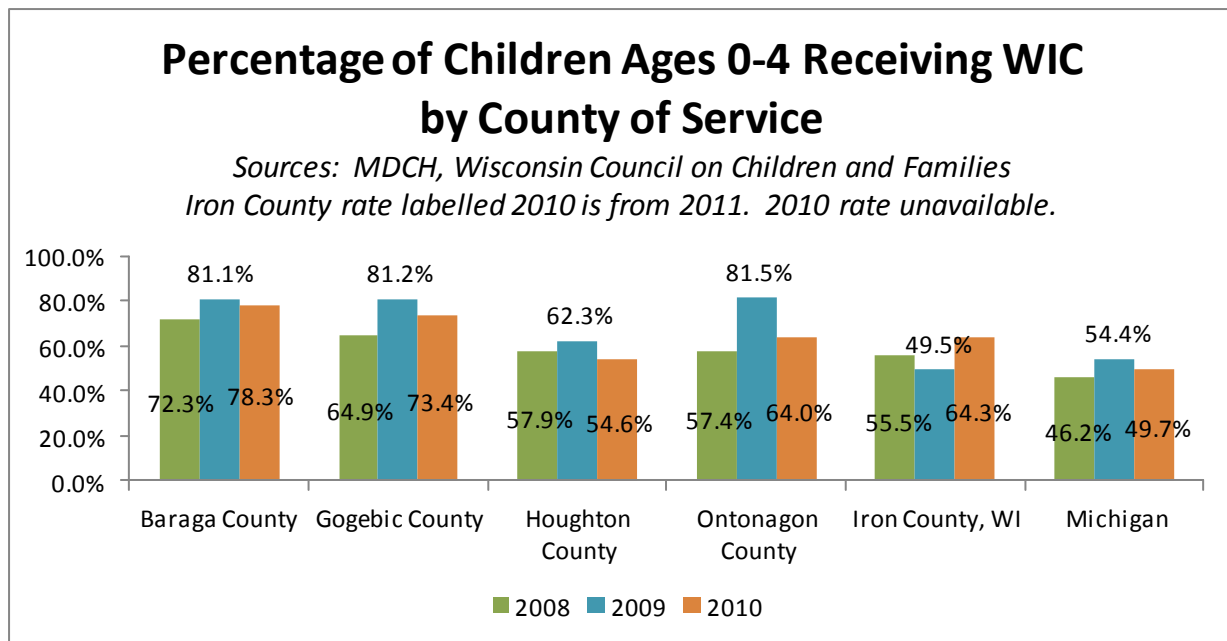 Percentage of Children Ages 0-4 Receiving WIC
by County of Service
Sources:  MDCH, Wisconsin Council on Children and Families
Iron County rate labelled 2010 is from 2011.  2010 rate unavailable.
100.0%
80.0%
60.0%
40.0%
20.0%
0.0%
72.3% 81.1% 78.3%
64.9% 81.2% 73.4%
57.9% 62.3% 54.6%
57.4% 81.5% 64.0%
55.5% 49.5% 64.3%
46.2% 54.4% 49.7%
Baraga County
Gogebic County
Houghton
County
Ontonagon
County
Iron County, WI
Michigan
2008 2009 2010